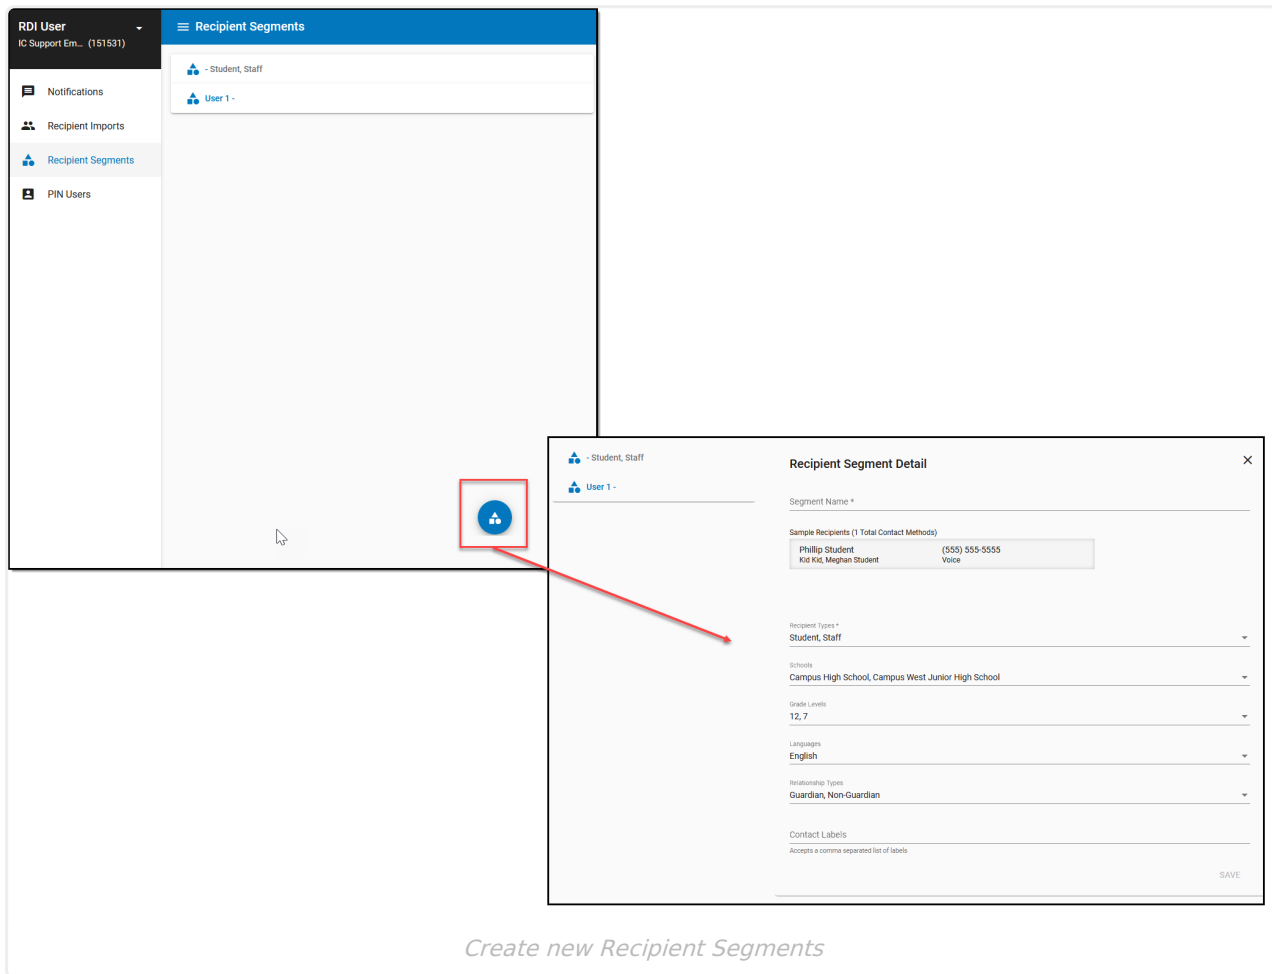 RDI User
IC Support Em... (151531)
Recipient Segments
Notifications
Recipient Imports
Recipient Segments
PIN Users
- Student, Staff
User 1 -
- Student, Staff
User 1 -
Recipient Segment Detail
Segment Name *
Sample Recipients (1 Total Contact Methods)
Phillip Student (555) 555-5555
Kid Kid, Meghan Student Voice
Recipient Types *
Student, Staff
Schools
Campus High School, Campus West Junior High School
Grade Levels
12, 7
Languages
English
Relationship Types
Guardian, Non-Guardian
Contact Labels
Accepts a comma separated list of labels
SAVE
Create new Recipient Segments